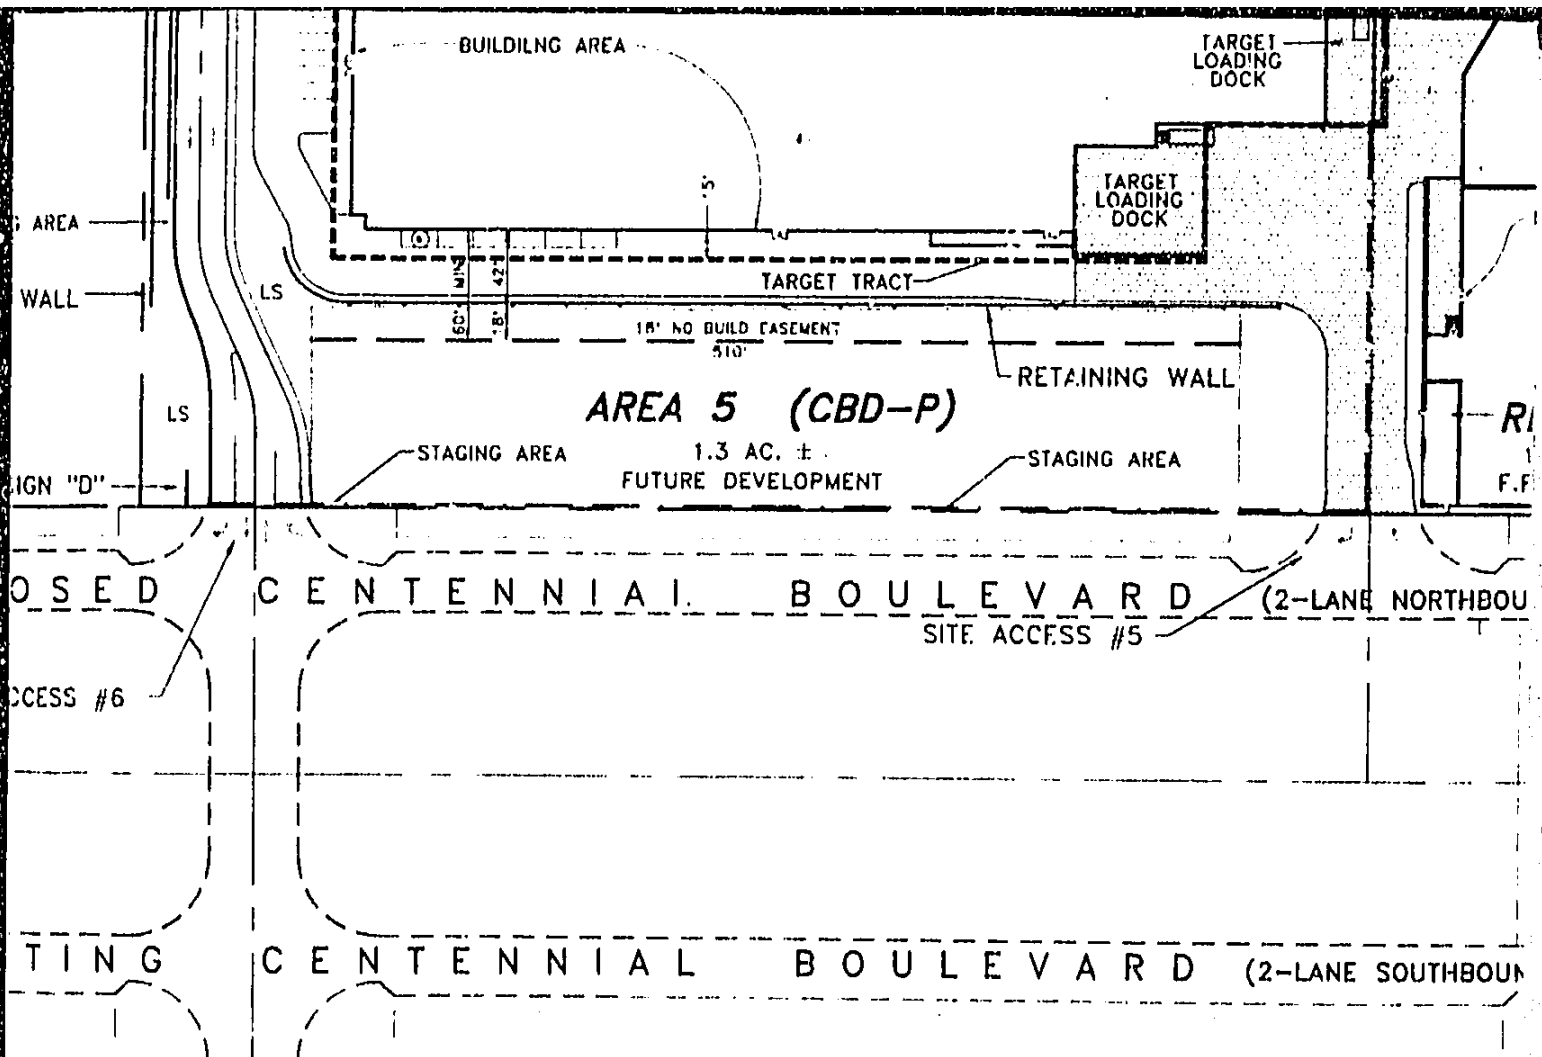 BUILDILNG AREA
TARGET
LOADING
DOCK
TARGET
LOADING
DOCK
5'
AREA
60' MIN
18' 42'
TARGET TRACT
WALL
LS
18' NO BUILD EASEMENT
510'
RETAINING WALL
LS
AREA 5 (CBD-P)
1.3 AC. ±
FUTURE DEVELOPMENT
STAGING AREA
STAGING AREA
IGN "D"
F.F
OSED CENTENNIAL BOULEVARD (2-LANE NORTHBOU
SITE ACCESS #5
CCESS #6
TING CENTENNIAL BOULEVARD (2-LANE SOUTHBOUN